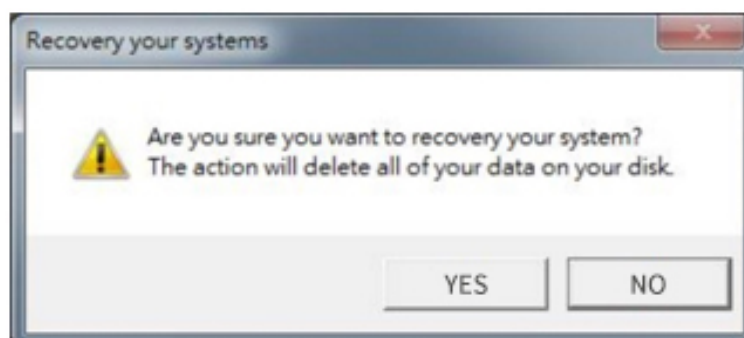 Recovery your systems
Are you sure you want to recovery your system?
The action will delete all of your data on your disk.
YES
NO